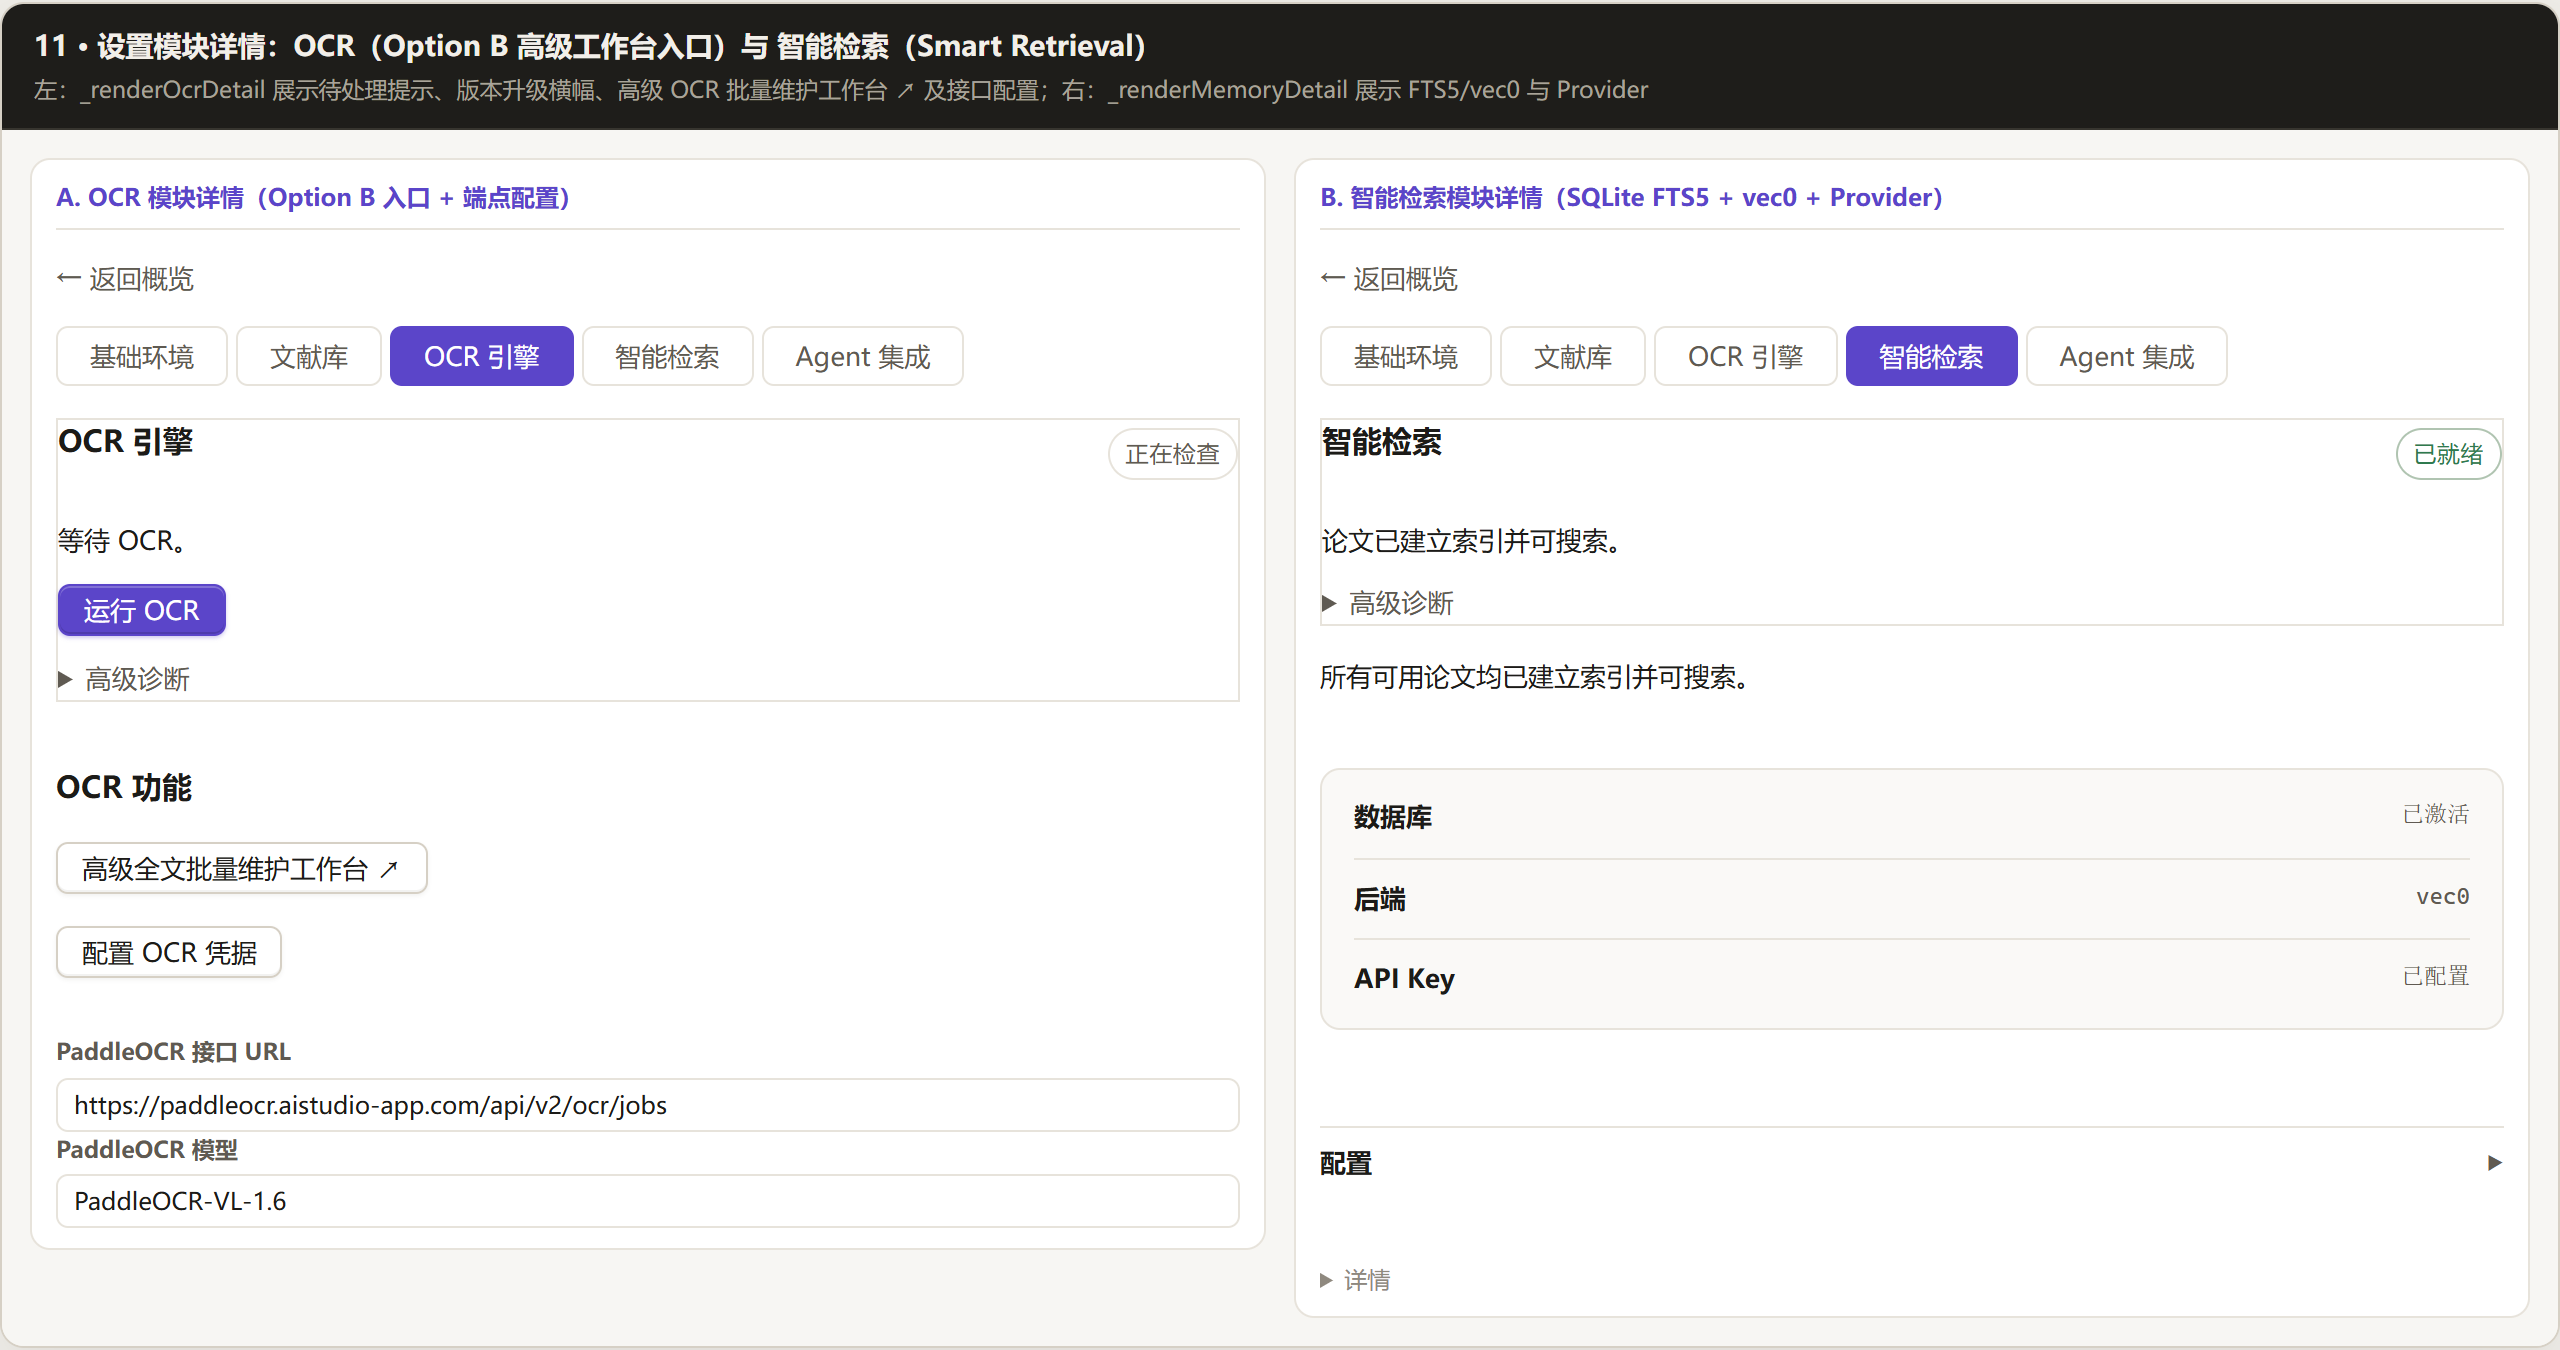 11 • 设置模块详情：OCR（Option B 高级工作台入口）与 智能检索（Smart Retrieval）
左：_renderOcrDetail 展示待处理提示、版本升级横幅、高级 OCR 批量维护工作台 ↗ 及接口配置；右：_renderMemoryDetail 展示 FTS5/vec0 与 Provider
A. OCR 模块详情（Option B 入口 + 端点配置）
← 返回概览
基础环境
文献库
OCR 引擎
智能检索
Agent 集成
OCR 引擎
正在检查
等待 OCR。
运行 OCR
▶ 高级诊断
OCR 功能
高级全文批量维护工作台 ↗
配置 OCR 凭据
PaddleOCR 接口 URL
https://paddleocr.aistudio-app.com/api/v2/ocr/jobs
PaddleOCR 模型
PaddleOCR-VL-1.6
B. 智能检索模块详情（SQLite FTS5 + vec0 + Provider）
← 返回概览
基础环境
文献库
OCR 引擎
智能检索
Agent 集成
智能检索
已就绪
论文已建立索引并可搜索。
▶ 高级诊断
所有可用论文均已建立索引并可搜索。
数据库
已激活
后端
vec0
API Key
已配置
配置 ▶
▶ 详情